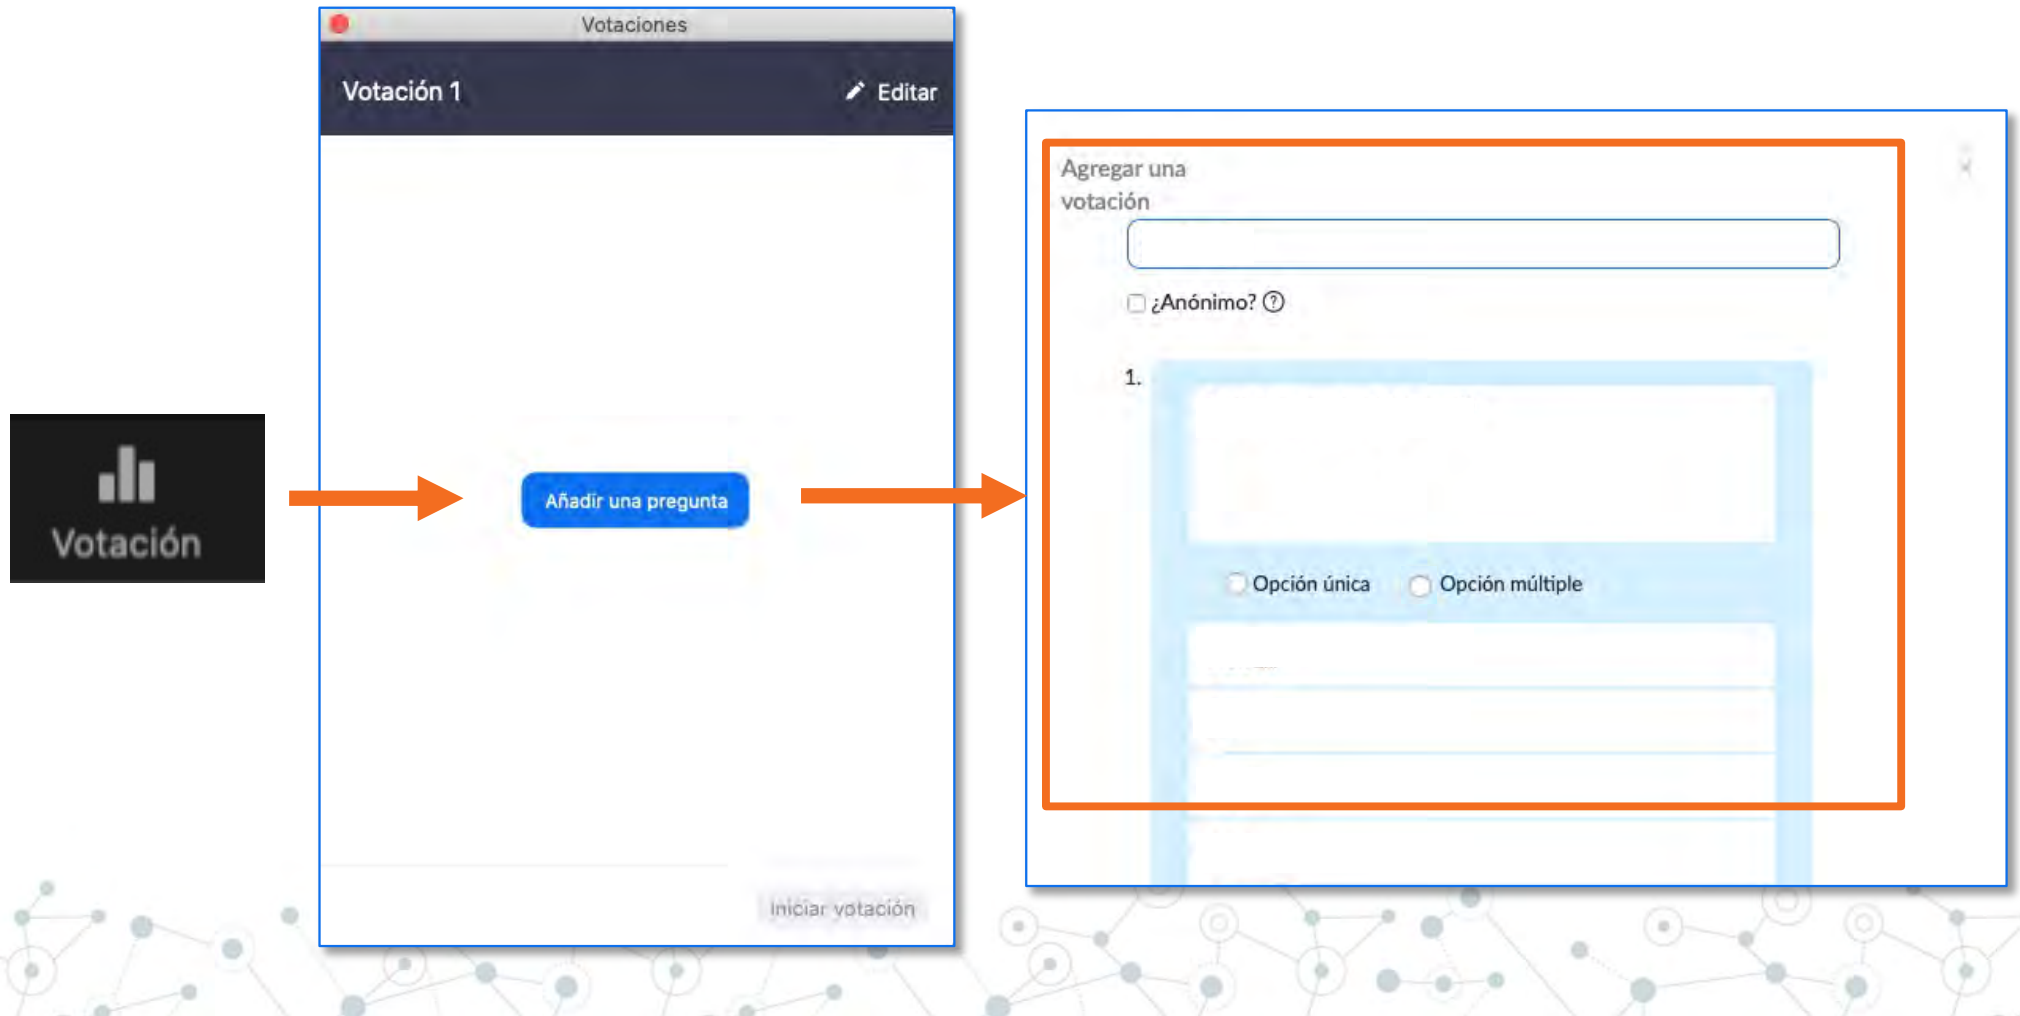 Votación
Votaciones
Votación 1
Editar
Añadir una pregunta
Iniciar votación
Agregar una
votación
¿Anónimo? ?
1.
Opción única
Opción múltiple